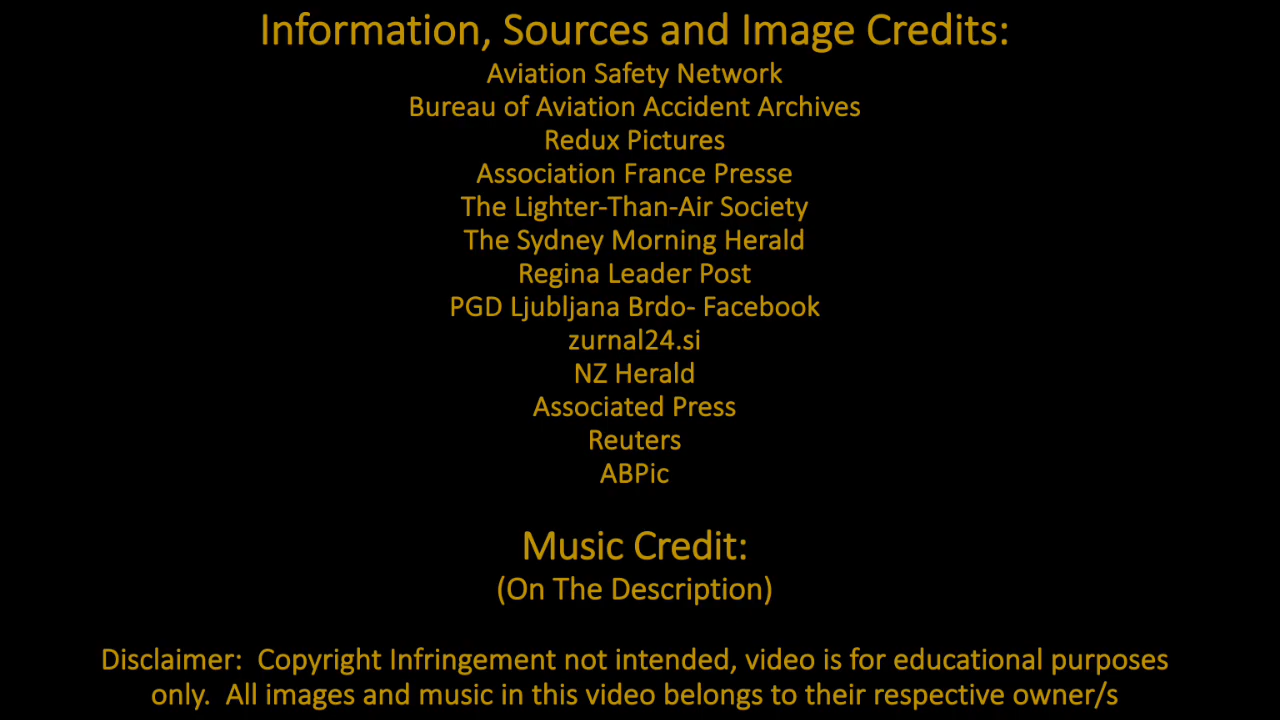 Information, Sources and Image Credits:
Aviation Safety Network
Bureau of Aviation Accident Archives
Redux Pictures
Association France Presse
The Lighter-Than-Air Society
The Sydney Morning Herald
Regina Leader Post
PGD Ljubljana Brdo- Facebook
zurnal24.si
NZ Herald
Associated Press
Reuters
ABPic
Music Credit:
(On The Description)
Disclaimer:  Copyright Infringement not intended, video is for educational purposes
only.  All images and music in this video belongs to their respective owner/s